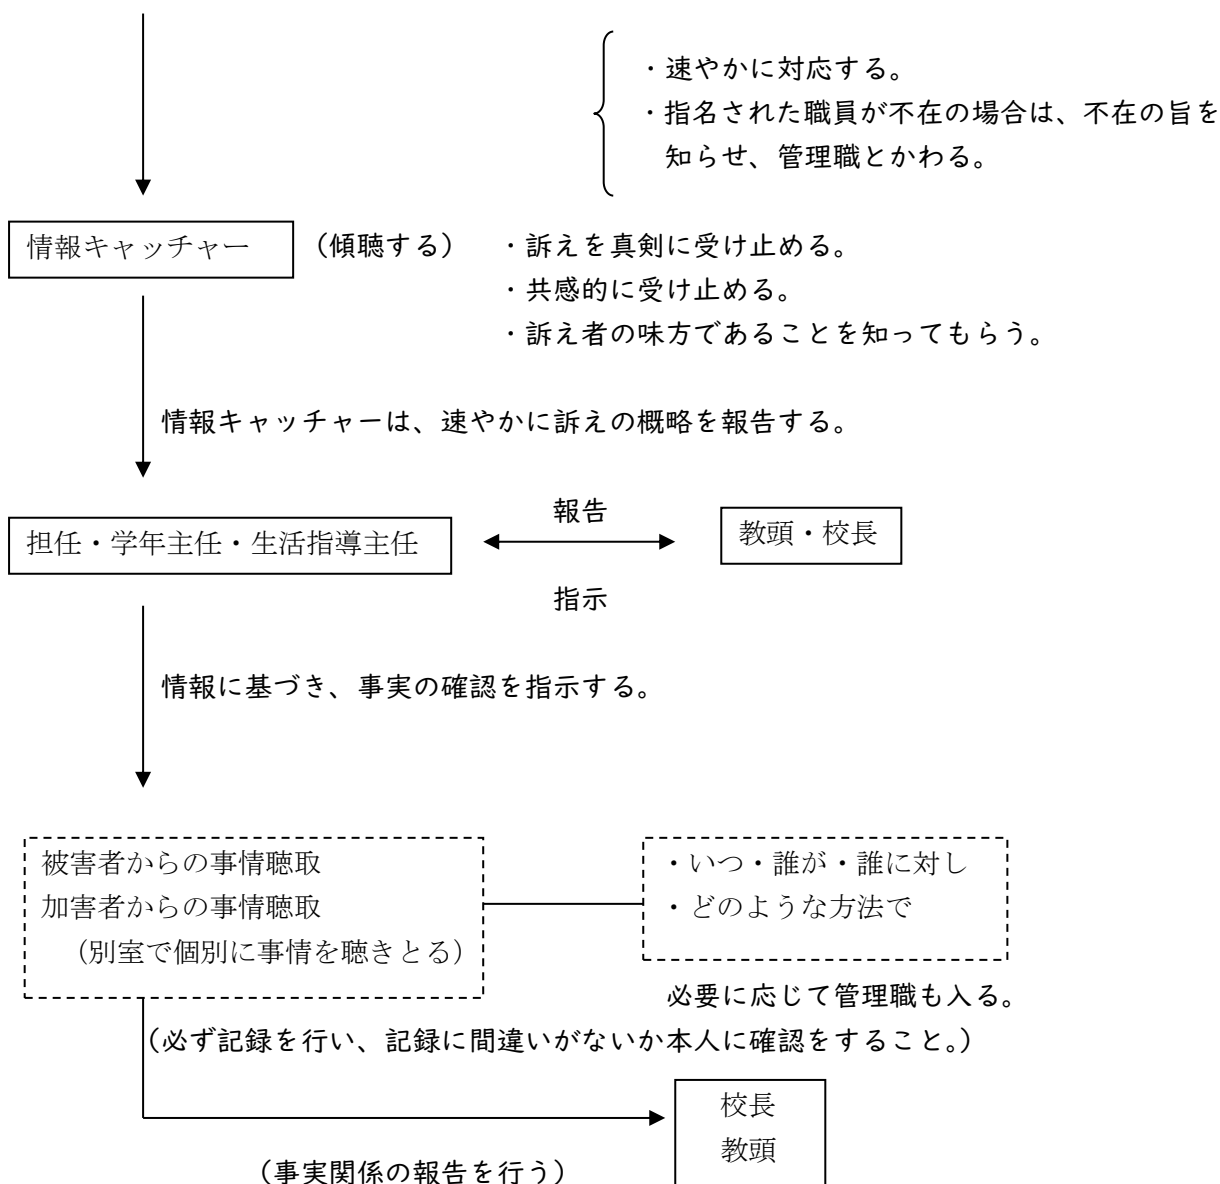 ・速やかに対応する。
・指名された職員が不在の場合は、不在の旨を
知らせ、管理職とかわる。
情報キャッチャー
（傾聴する）
・訴えを真剣に受け止める。
・共感的に受け止める。
・訴え者の味方であることを知ってもらう。
情報キャッチャーは、速やかに訴えの概略を報告する。
担任・学年主任・生活指導主任
報告
指示
教頭・校長
情報に基づき、事実の確認を指示する。
被害者からの事情聴取
加害者からの事情聴取
（別室で個別に事情を聴きとる）
・いつ・誰が・誰に対し
・どのような方法で
必要に応じて管理職も入る。
（必ず記録を行い、記録に間違いがないか本人に確認をすること。）
校長
教頭
（事実関係の報告を行う）